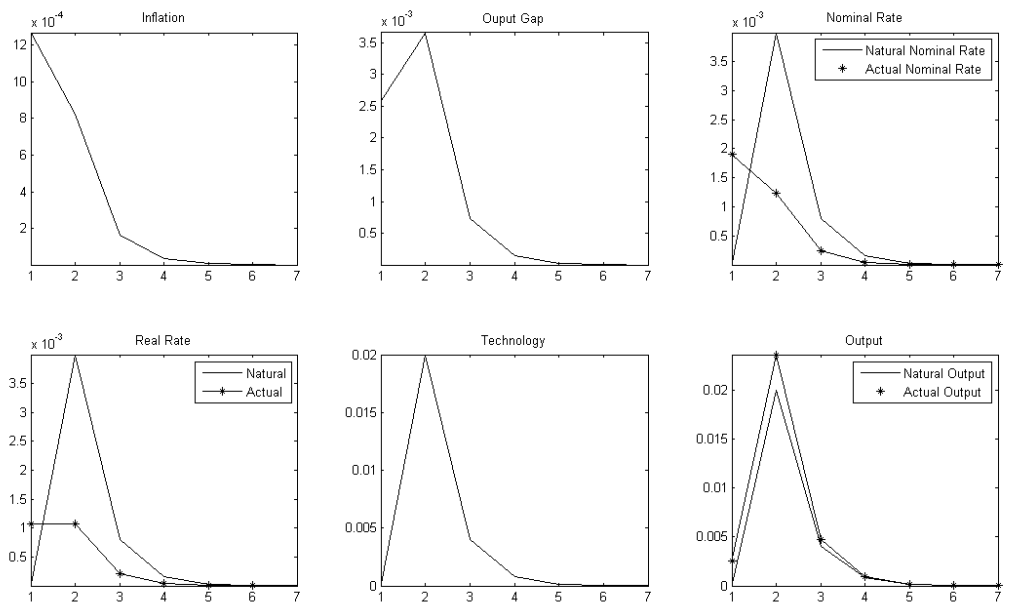 Inflation
x 10-4
12
10
8
6
4
2
1 2 3 4 5 6 7
Ouput Gap
x 10-3
3.5
3
2.5
2
1.5
1
0.5
1 2 3 4 5 6 7
Nominal Rate
x 10-3
Natural Nominal Rate
Actual Nominal Rate
3.5
3
2.5
2
1.5
1
0.5
1 2 3 4 5 6 7
Real Rate
x 10-3
Natural
Actual
3.5
3
2.5
2
1.5
1
0.5
1 2 3 4 5 6 7
Technology
0.02
0.015
0.01
0.005
0
1 2 3 4 5 6 7
Output
Natural Output
Actual Output
0.02
0.015
0.01
0.005
0
1 2 3 4 5 6 7